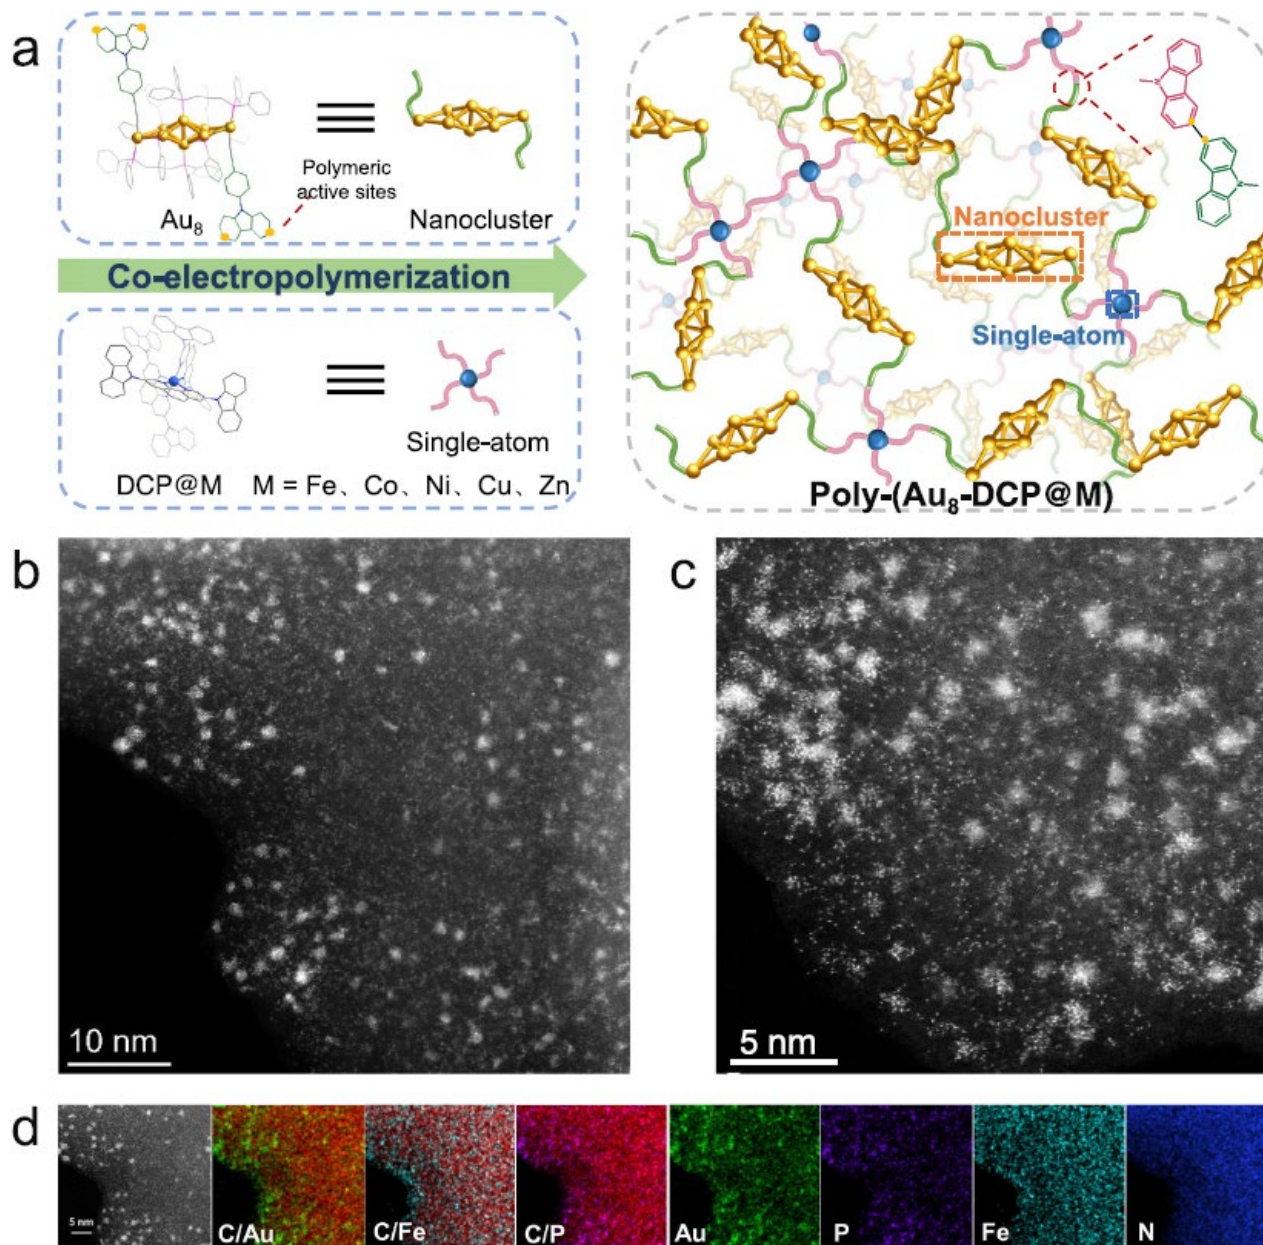 a
Polymeric
active sites
Au₈
Nanocluster
Co-electropolymerization
Single-atom
DCP@M M = Fe、Co、Ni、Cu、Zn
Nanocluster
Single-atom
Poly-(Au₈-DCP@M)
b
10 nm
c
5 nm
d
5 nm
C/Au
C/Fe
C/P
Au
P
Fe
N